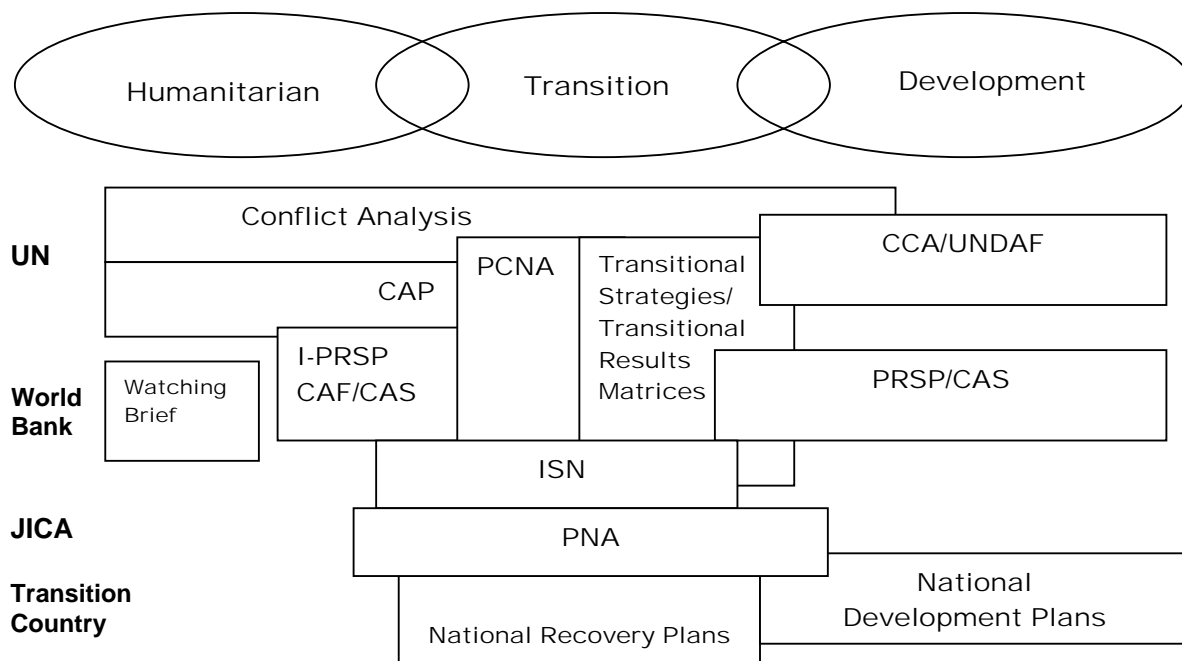 Humanitarian
Transition
Development
UN
Conflict Analysis
CAP
PCNA
Transitional
Strategies/
Transitional
Results
Matrices
CCA/UNDAF
World
Bank
Watching
Brief
I-PRSP
CAF/CAS
PRSP/CAS
ISN
JICA
PNA
Transition
Country
National Recovery Plans
National
Development Plans